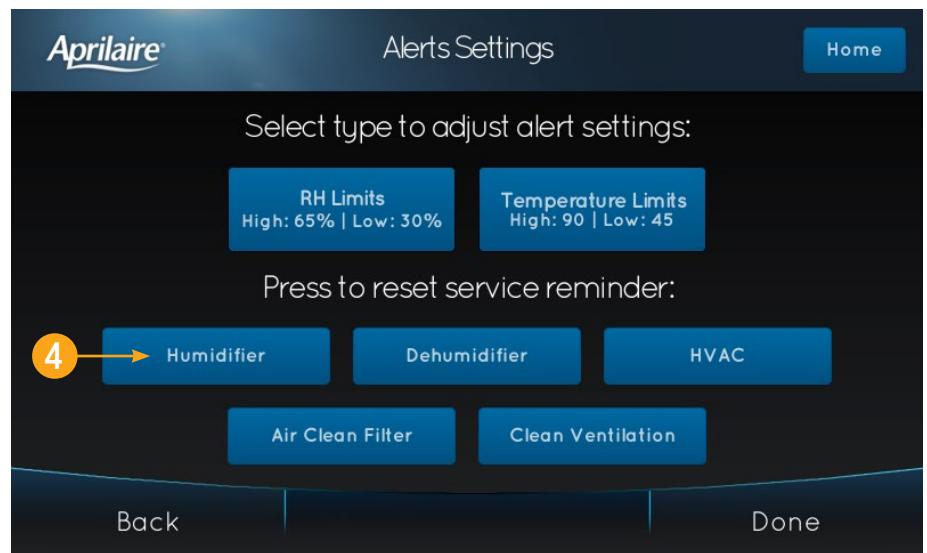 Aprilaire®
Alerts Settings
Home
Select type to adjust alert settings:
RH Limits
High: 65% | Low: 30%
Temperature Limits
High: 90 | Low: 45
Press to reset service reminder:
4
Humidifier
Dehumidifier
HVAC
Air Clean Filter
Clean Ventilation
Back
Done